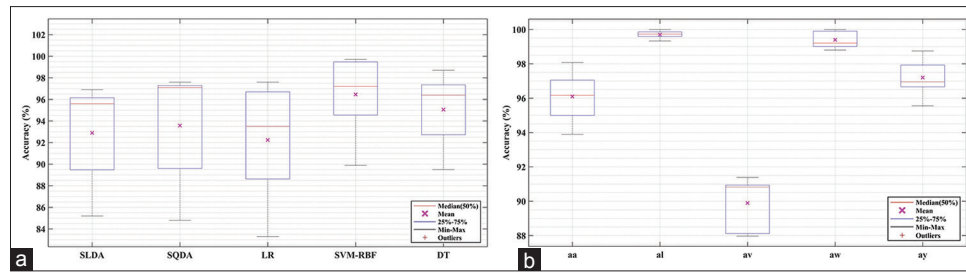 102
100
98
96
94
92
90
88
86
84
Accuracy (%)
SLDA SQDA LR SVM-RBF DT
Median(50%)
Mean
25%-75%
Min-Max
Outliers
a
100
98
96
94
92
90
88
Accuracy (%)
aa al av aw ay
Median(50%)
Mean
25%-75%
Min-Max
Outliers
b